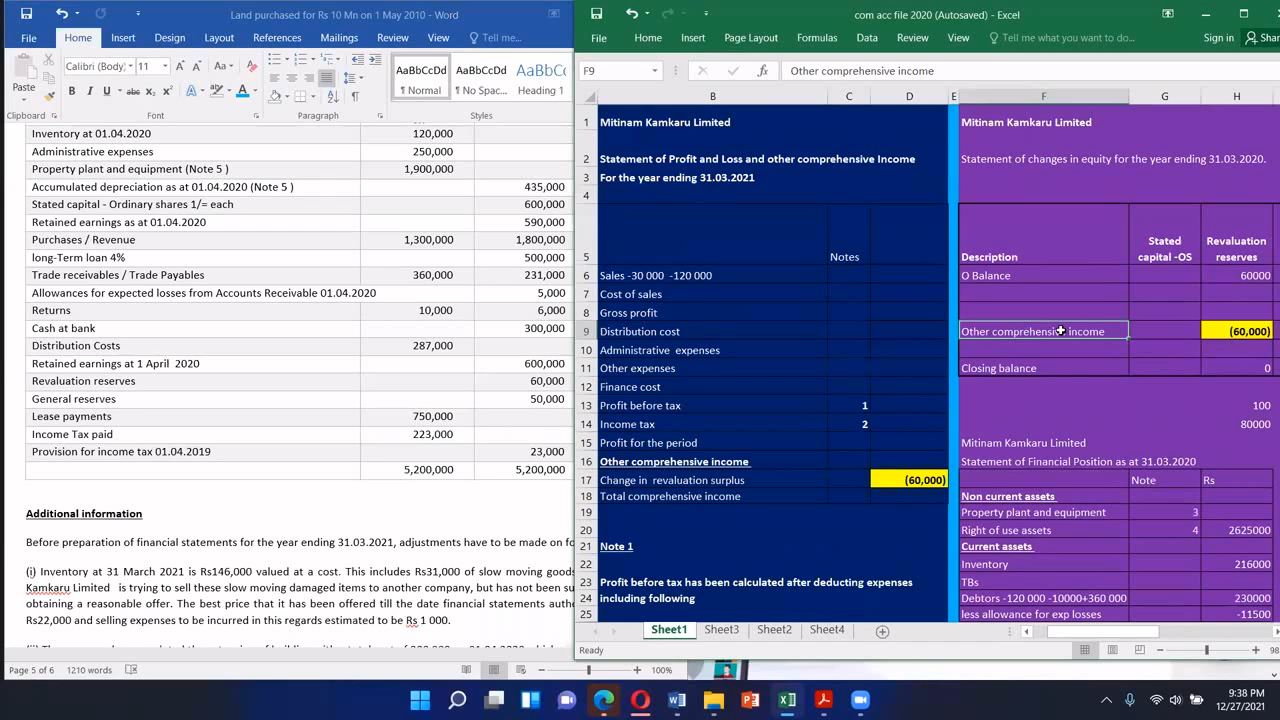 Land purchased for Rs 10 Mn on 1 May 2010 - Word
File Home Insert Draw Design Layout References Mailings Review
Calibri (Body) 11
Paste
AaBbCcDd AaBbCcDd AaBbCc
¶ Normal ¶ No Spac... Heading 1
Clipboard Font Paragraph Styles
Inventory at 01.04.2020 120,000
Administrative expenses 250,000
Property plant and equipment (Note 5 ) 1,900,000
Accumulated depreciation as at 01.04.2020 (Note 5 ) 435,000
Stated capital - Ordinary shares 1/= each 600,000
Retained earnings as at 01.04.2020 590,000
Purchases / Revenue 1,300,000 1,800,000
long-Term loan 4% 500,000
Trade receivables / Trade Payables 360,000 231,000
Allowances for expected losses from Accounts Receivable 01.04.2020 5,000
Returns 10,000 6,000
Cash at bank 300,000
Distribution Costs 287,000
Retained earnings at 1 April 2020 600,000
Revaluation reserves 60,000
General reserves 50,000
Lease payments 750,000
Income Tax paid 223,000
Provision for income tax 01.04.2019 23,000
5,200,000 5,200,000
Additional information
Before preparation of financial statements for the year ending 31.03.2021, adjustments have to be made on fo
(i) Inventory at 31 March 2021 is Rs146,000 valued at a cost. This includes Rs31,000 of slow moving good
Kamkaru Limited is trying to sell these slow moving damaged items to another company, but has not been su
obtaining a reasonable offer. The best price that it has been offered till the date financial statements auth
Rs22,000 and selling expenses to be incurred in this regards estimated to be Rs 1 000.
Page 5 of 6 1210 words 100%
com acc file 2020 (Autosaved) - Excel
File Home Insert Page Layout Formulas Data Review View Tell me what you want to do... Sign in Shar
F9 fx Other comprehensive income
B C D E F G H
1 Mitinam Kamkaru Limited Mitinam Kamkaru Limited
2 Statement of Profit and Loss and other comprehensive Income Statement of changes in equity for the year ending 31.03.2020.
3 For the year ending 31.03.2021
4
5 Notes Description Stated capital -OS Revaluation reserves
6 Sales -30 000 -120 000 O Balance 60000
7 Cost of sales
8 Gross profit
9 Distribution cost Other comprehensive income (60,000)
10 Administrative expenses
11 Other expenses Closing balance 0
12 Finance cost
13 Profit before tax 1 100
14 Income tax 2 80000
15 Profit for the period Mitinam Kamkaru Limited
16 Other comprehensive income Statement of Financial Position as at 31.03.2020
17 Change in revaluation surplus (60,000) Note Rs
18 Total comprehensive income Non current assets
19 Property plant and equipment 3
20 Right of use assets 4 2625000
21 Note 1 Current assets
22 Inventory 216000
23 Profit before tax has been calculated after deducting expenses TBs
24 including following Debtors -120 000 -10000+360 000 230000
25 less allowance for exp losses -11500
Sheet1 Sheet3 Sheet2 Sheet4
Ready 98
9:38 PM
12/27/2021